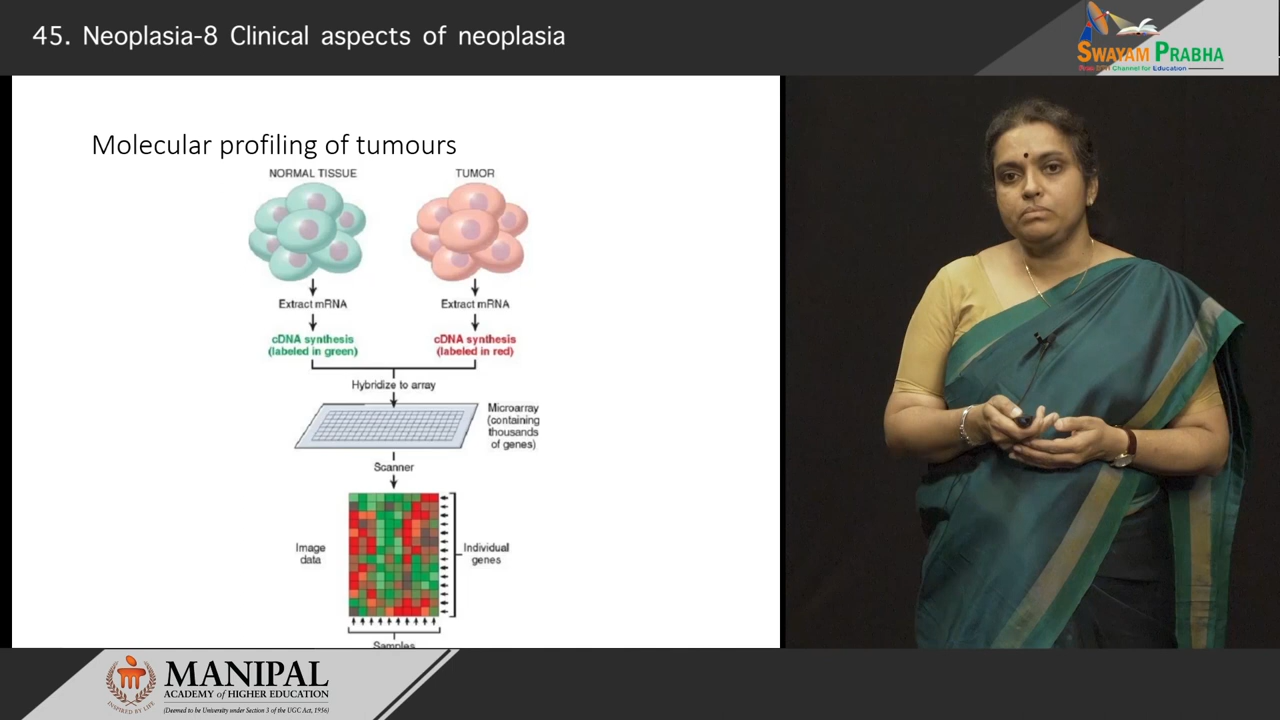 45. Neoplasia-8 Clinical aspects of neoplasia
SWAYAM PRABHA
Molecular profiling of tumours
NORMAL TISSUE
TUMOR
Extract mRNA
Extract mRNA
cDNA synthesis
(labeled in green)
cDNA synthesis
(labeled in red)
Hybridize to array
Microarray
(containing
thousands
of genes)
Scanner
Image
data
Individual
genes
Samples
MANIPAL
ACADEMY of HIGHER EDUCATION
(Deemed to be University under Section 3 of the UGC Act, 1956)
INSPIRED BY LIFE